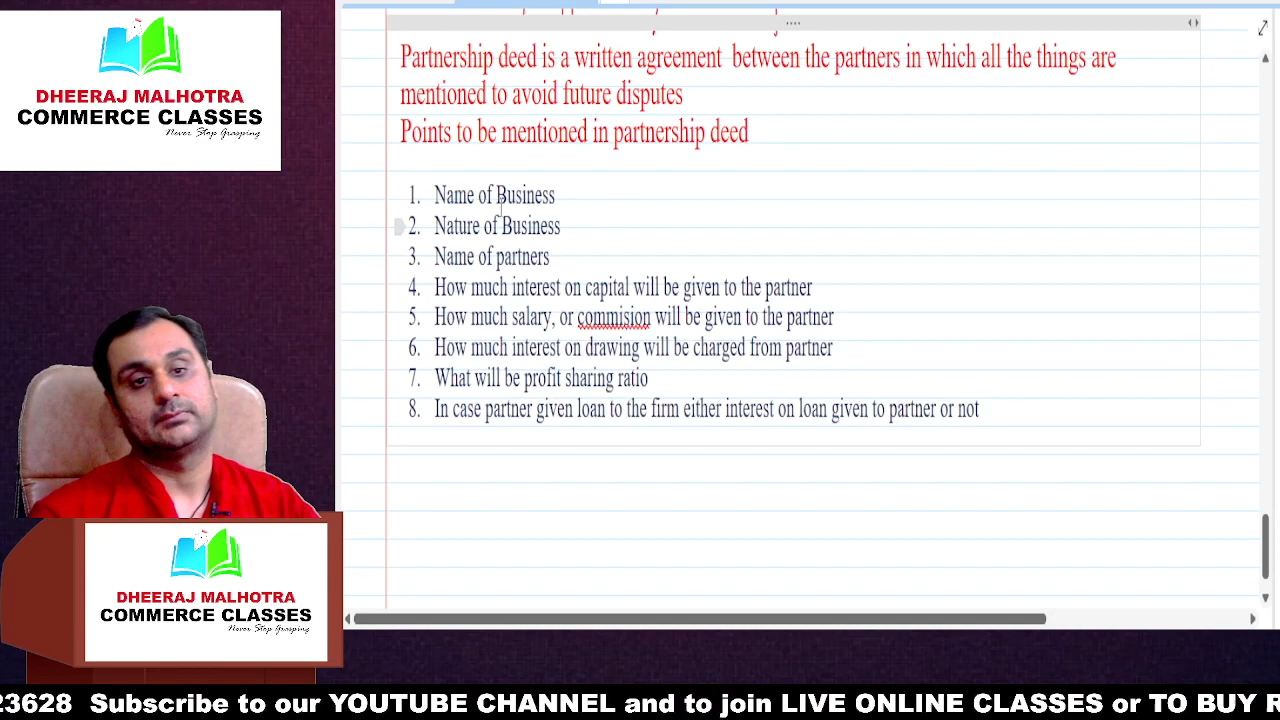 DHEERAJ MALHOTRA
COMMERCE CLASSES
Never Stop Grasping
Partnership deed is a written agreement between the partners in which all the things are
mentioned to avoid future disputes
Points to be mentioned in partnership deed
1. Name of Business
2. Nature of Business
3. Name of partners
4. How much interest on capital will be given to the partner
5. How much salary, or commision will be given to the partner
6. How much interest on drawing will be charged from partner
7. What will be profit sharing ratio
8. In case partner given loan to the firm either interest on loan given to partner or not
DHEERAJ MALHOTRA
COMMERCE CLASSES
Never Stop Grasping
23628 Subscribe to our YOUTUBE CHANNEL and to join LIVE ONLINE CLASSES or TO BUY